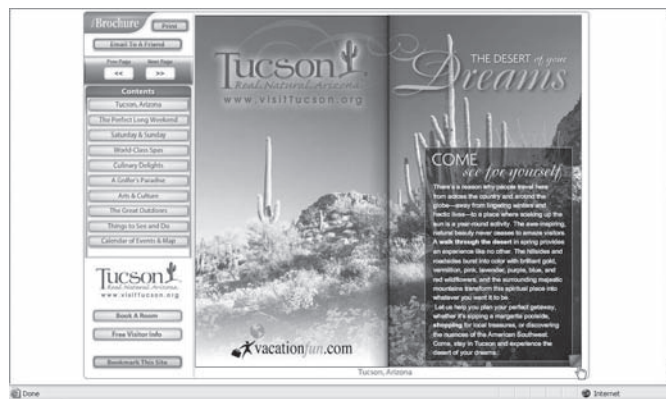 iBrochure
Print
Email To A Friend
Prev Page
Next Page
<<
>>
Contents
Tucson, Arizona
The Perfect Long Weekend
Saturday & Sunday
World-Class Spas
Culinary Delights
A Golfer's Paradise
Arts & Culture
The Great Outdoors
Things to See and Do
Calendar of Events & Map
Tucson
Real. Natural. Arizona.
www.visitTucson.org
Book A Room
Free Visitor Info
Bookmark This Site
Tucson
Real. Natural. Arizona.
www.visitTucson.org
vacationfun.com
THE DESERT of your
Dreams
COME
see for yourself
There's a reason why people travel here
from across the country and around the
globe—away from lingering winters and
hectic lives—to a place where soaking up the
sun is a year-round activity. The awe-inspiring,
natural beauty never ceases to amaze visitors.
A walk through the desert in spring provides
an experience like no other. The hillsides and
roadsides burst into color with brilliant gold,
vermilion, pink, lavender, purple, blue, and
red wildflowers, and the surrounding majestic
mountains transform this spiritual place into
whatever you want it to be.
Let us help you plan your perfect getaway,
whether it's sipping a margarita poolside,
shopping for local treasures, or discovering
the nuances of the American Southwest.
Come, stay in Tucson and experience the
desert of your dreams.
Tucson, Arizona
Done
Internet